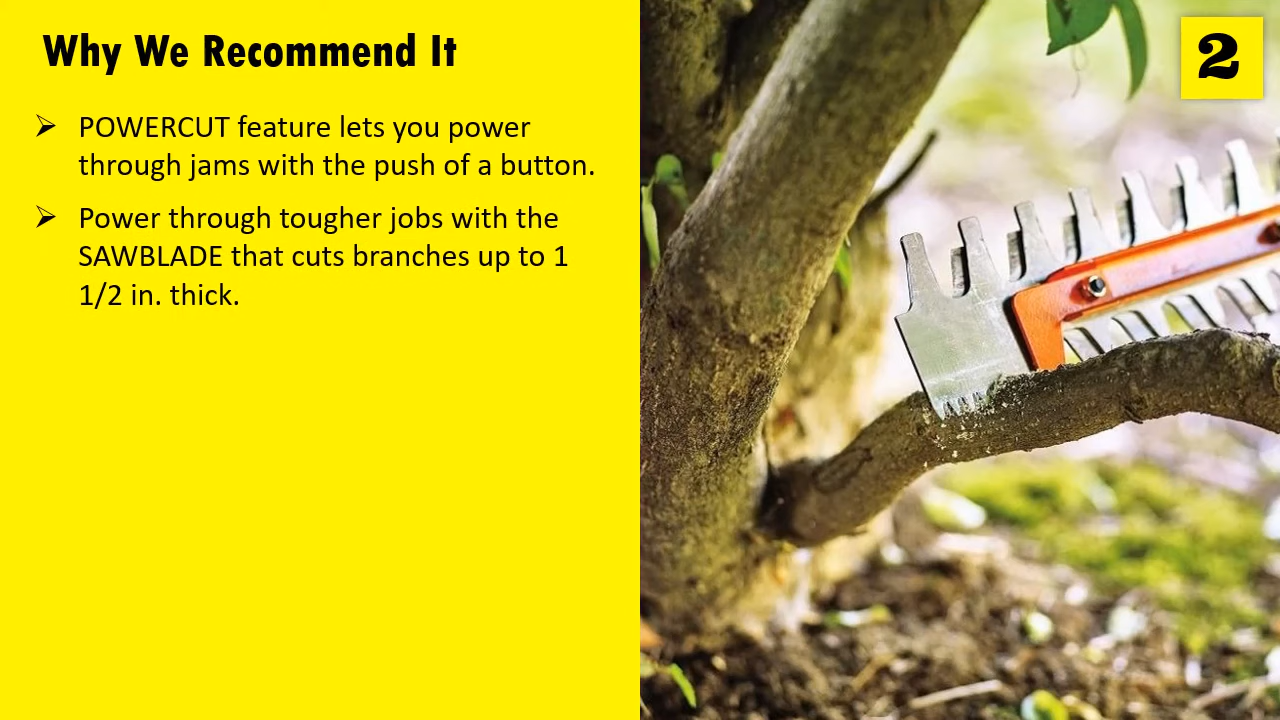 Why We Recommend It
2
➢ POWERCUT feature lets you power
through jams with the push of a button.
➢ Power through tougher jobs with the
SAWBLADE that cuts branches up to 1
1/2 in. thick.